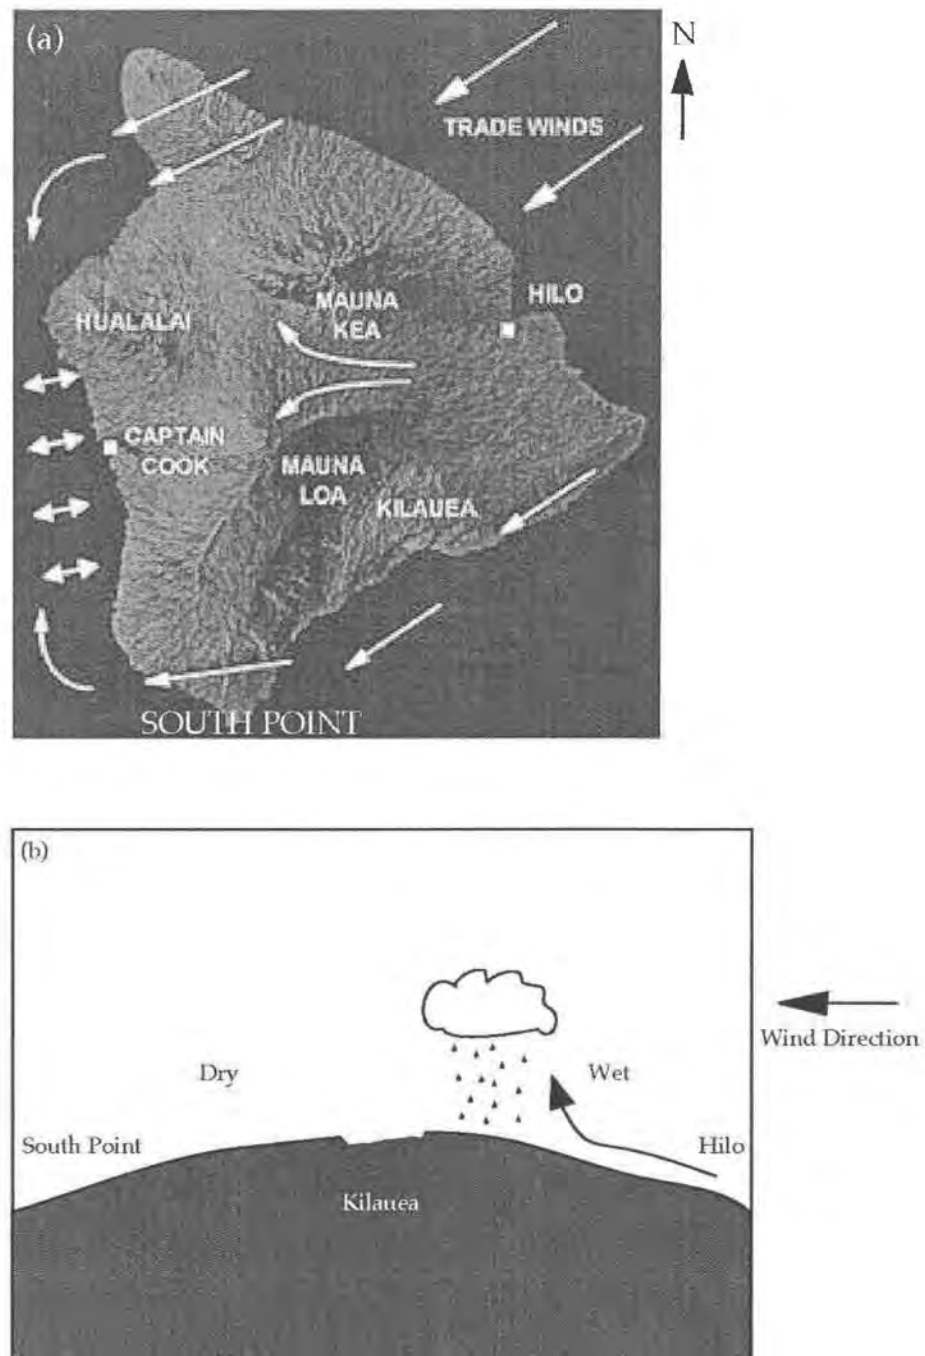 (a)
N
TRADE WINDS
HILO
MAUNA
KEA
HUALALAI
CAPTAIN
COOK
MAUNA
LOA
KILAUEA
SOUTH POINT
(b)
Wind Direction
Dry
Wet
South Point
Hilo
Kilauea